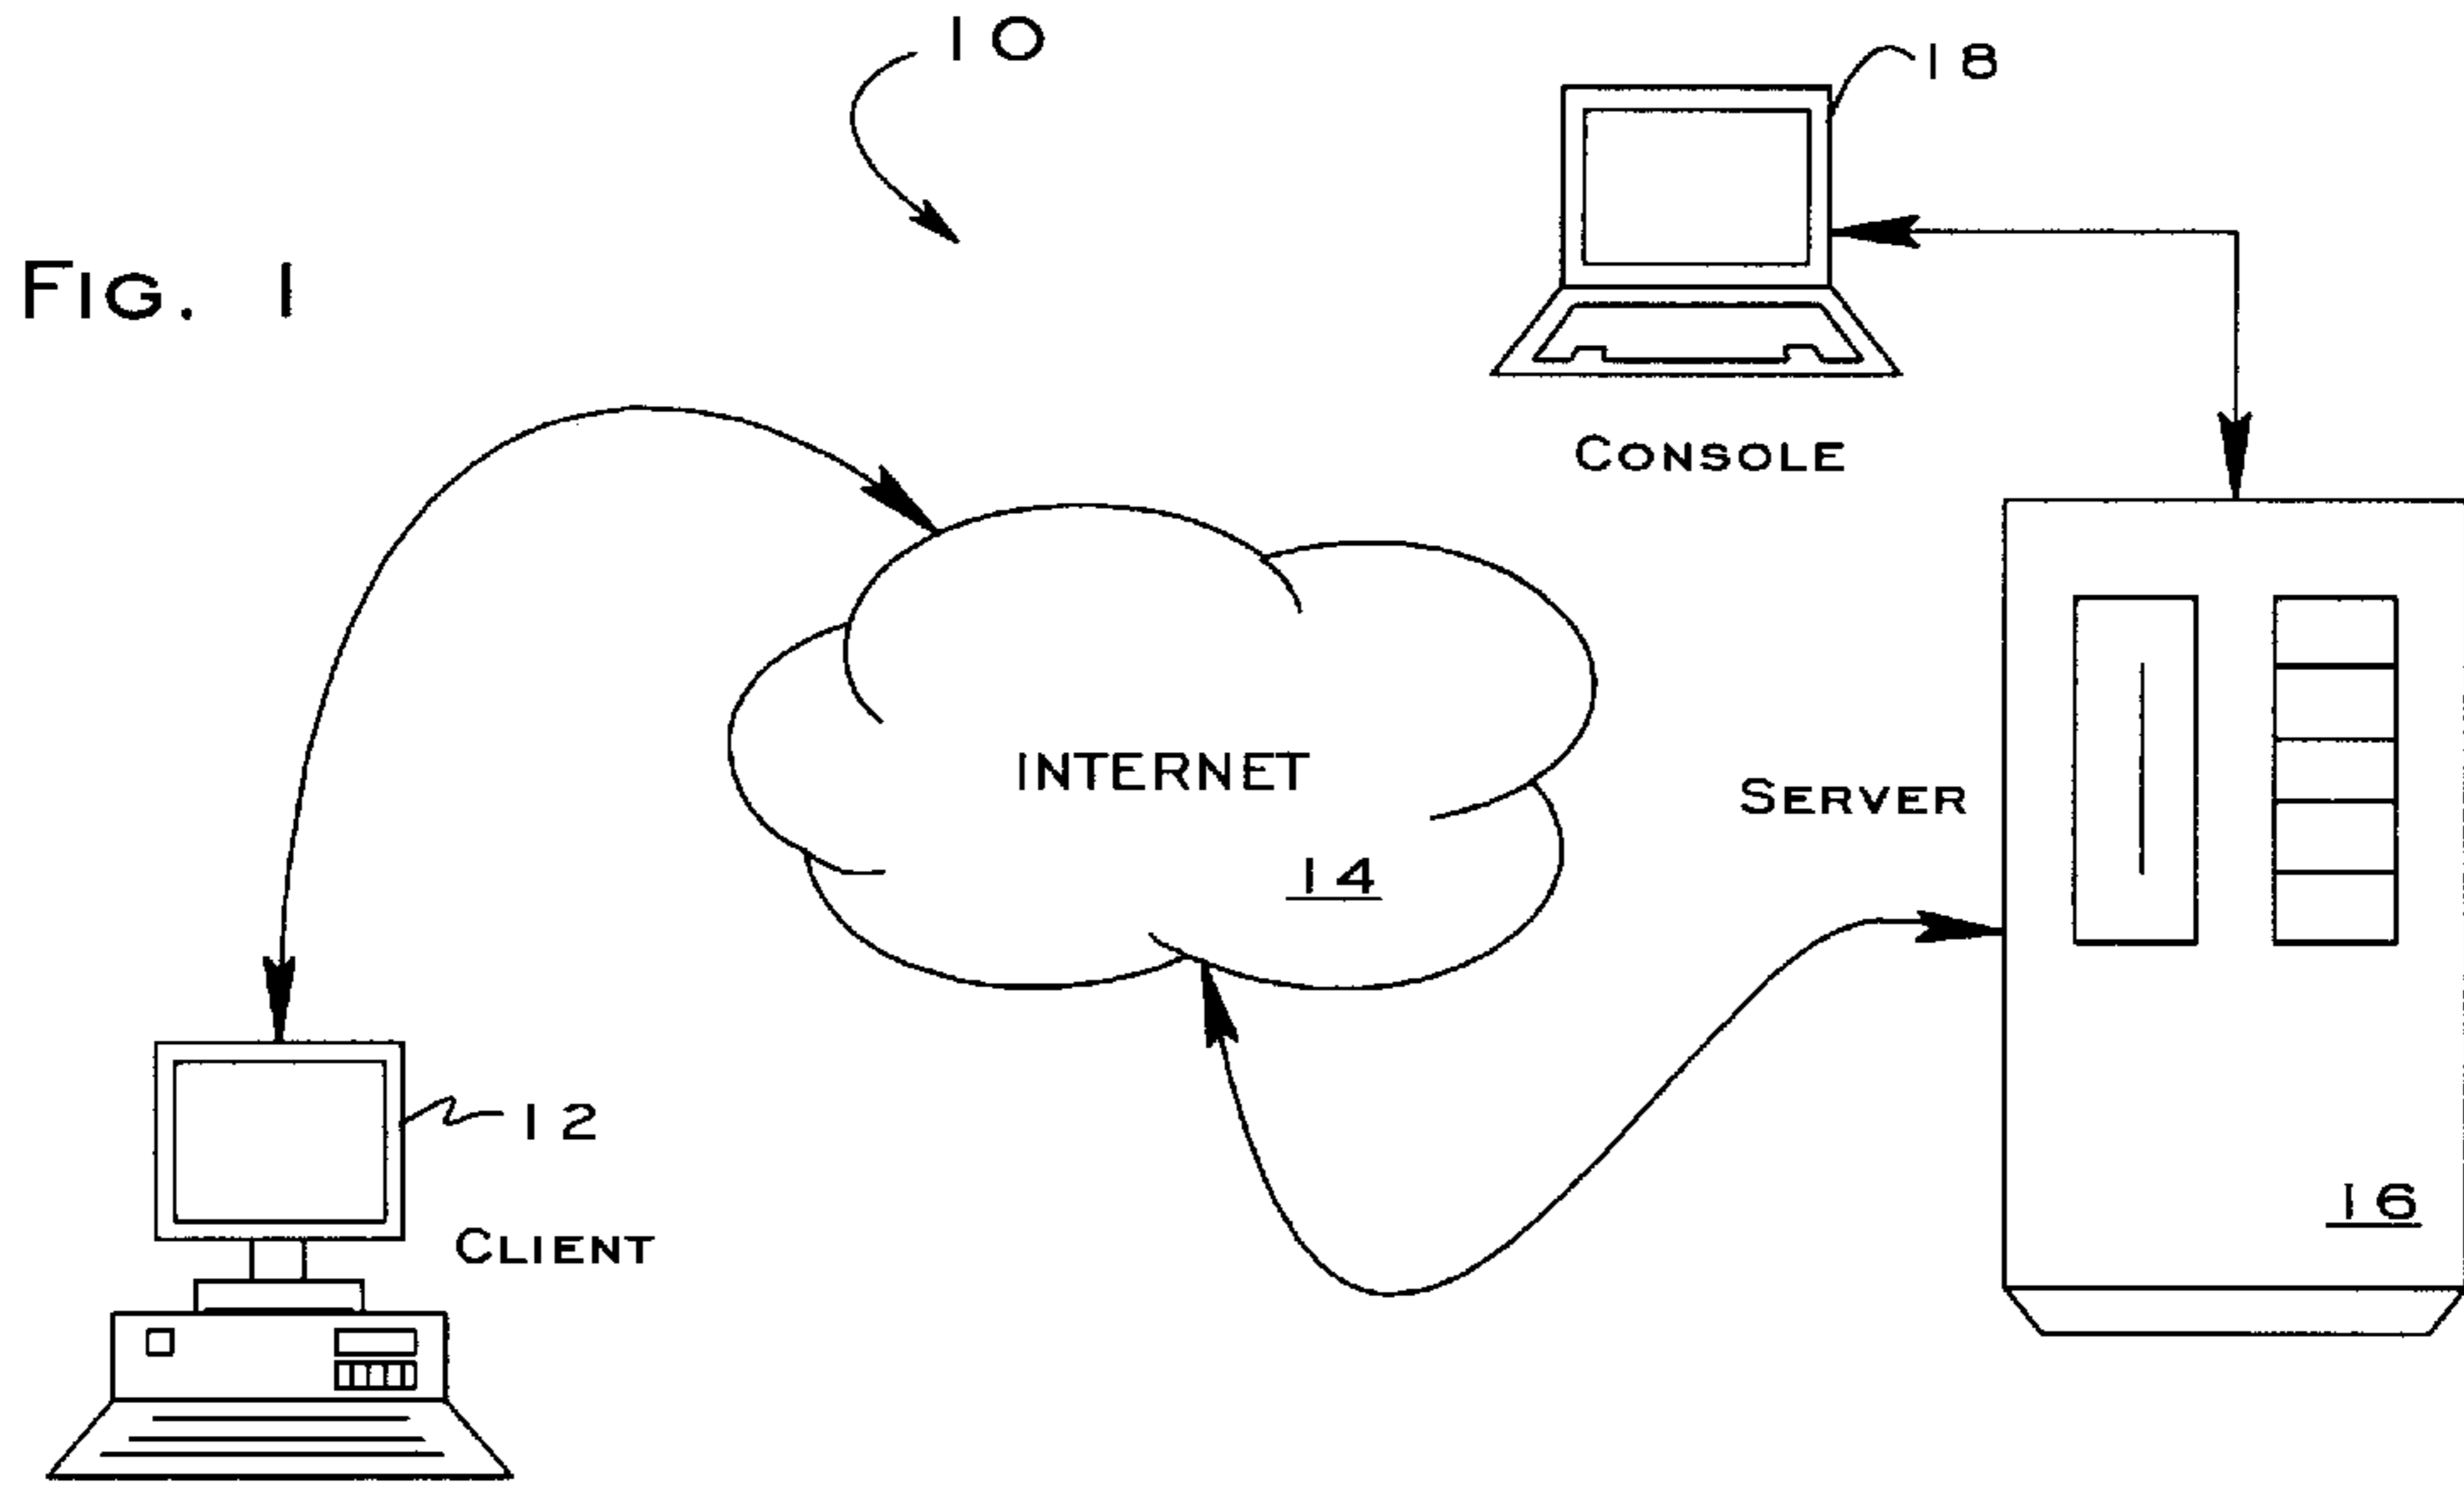 10
18
FIG. 1
CONSOLE
INTERNET
SERVER
14
12
16
CLIENT